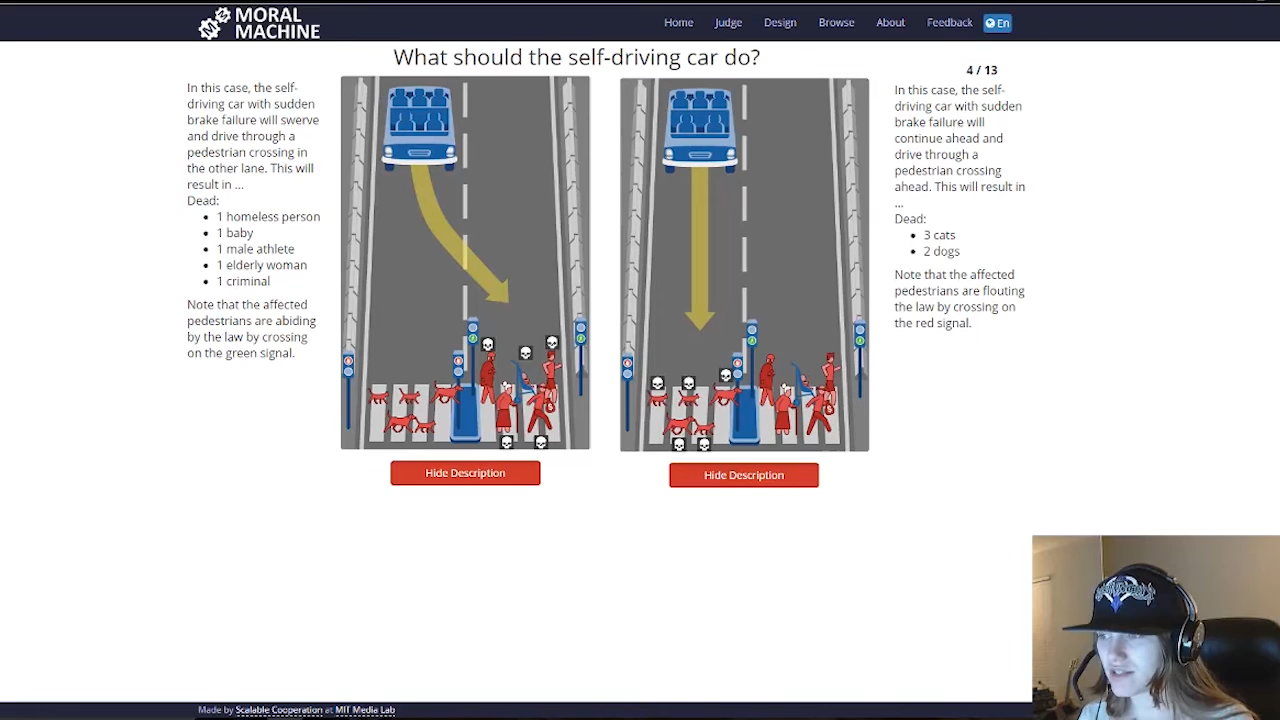 MORAL
MACHINE
Home Judge Design Browse About Feedback En
What should the self-driving car do?
4 / 13
In this case, the self-
driving car with sudden
brake failure will swerve
and drive through a
pedestrian crossing in
the other lane. This will
result in ...
Dead:
1 homeless person
1 baby
1 male athlete
1 elderly woman
1 criminal
Note that the affected
pedestrians are abiding
by the law by crossing
on the green signal.
Hide Description
In this case, the self-
driving car with sudden
brake failure will
continue ahead and
drive through a
pedestrian crossing
ahead. This will result in
...
Dead:
3 cats
2 dogs
Note that the affected
pedestrians are flouting
the law by crossing on
the red signal.
Hide Description
Made by Scalable Cooperation at MIT Media Lab